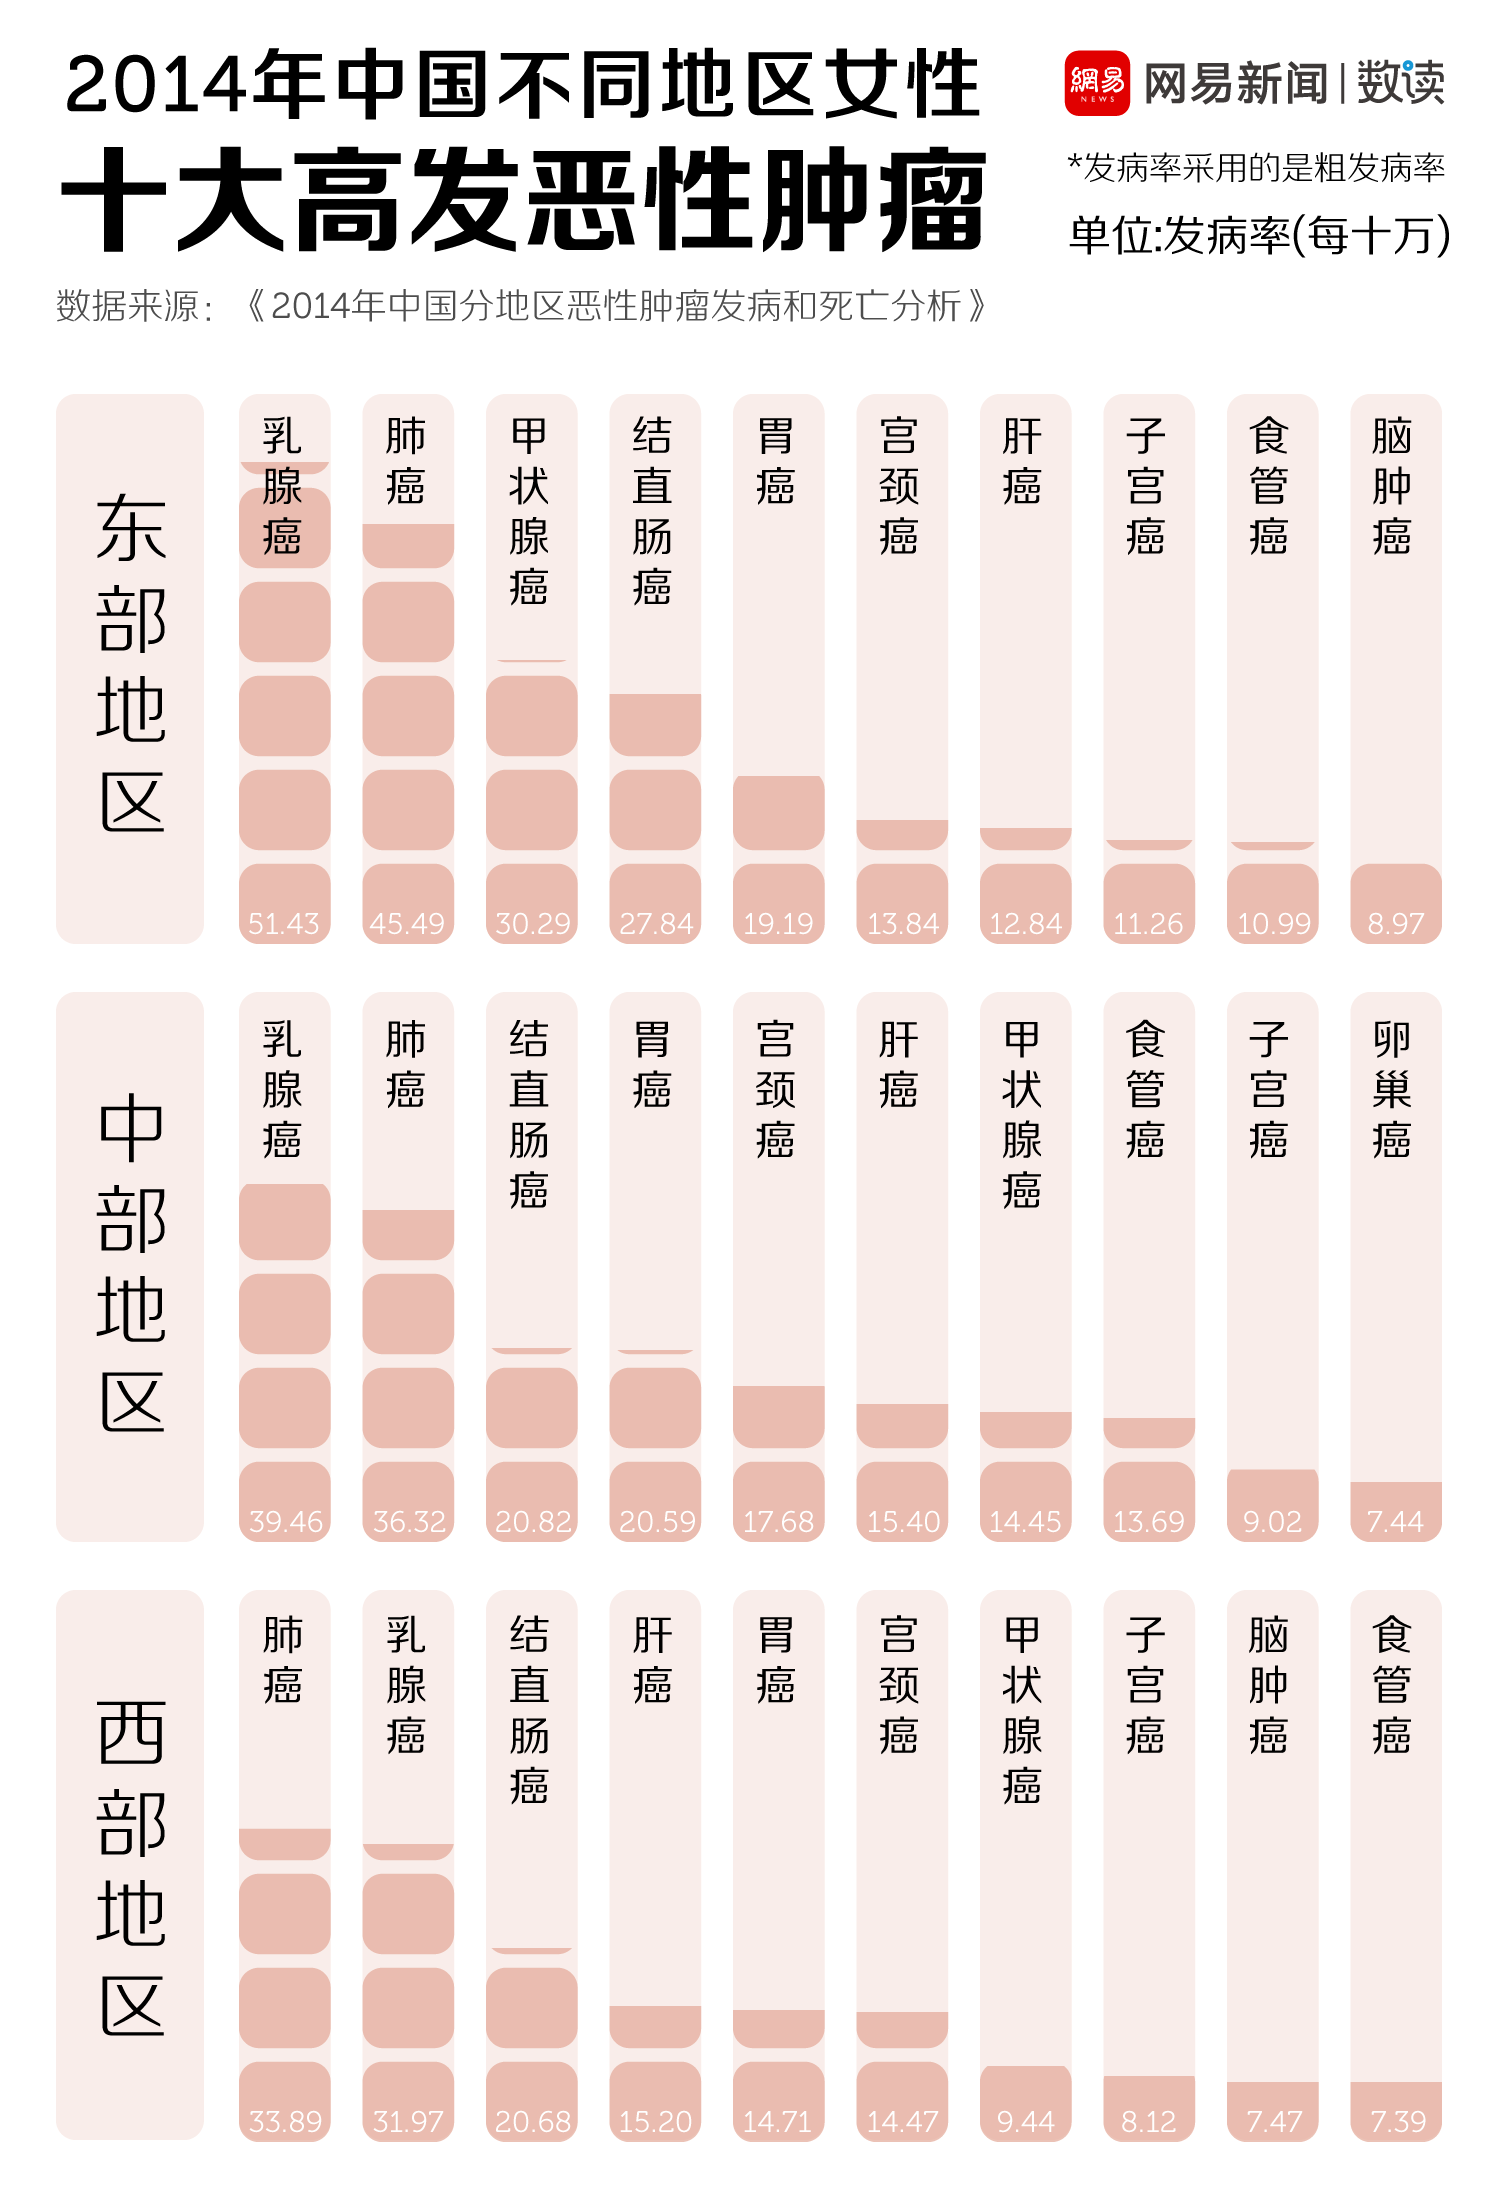 2014年中国不同地区女性
十大高发恶性肿瘤
数据来源：《2014年中国分地区恶性肿瘤发病和死亡分析》
網易
NEWS
网易新闻|数读
*发病率采用的是粗发病率
单位:发病率(每十万)
东部地区
乳腺癌
肺癌
甲状腺癌
结直肠癌
胃癌
宫颈癌
肝癌
子宫癌
食管癌
脑肿癌
51.43
45.49
30.29
27.84
19.19
13.84
12.84
11.26
10.99
8.97
中部地区
乳腺癌
肺癌
结直肠癌
胃癌
宫颈癌
肝癌
甲状腺癌
食管癌
子宫癌
卵巢癌
39.46
36.32
20.82
20.59
17.68
15.40
14.45
13.69
9.02
7.44
西部地区
肺癌
乳腺癌
结直肠癌
肝癌
胃癌
宫颈癌
甲状腺癌
子宫癌
脑肿癌
食管癌
33.89
31.97
20.68
15.20
14.71
14.47
9.44
8.12
7.47
7.39